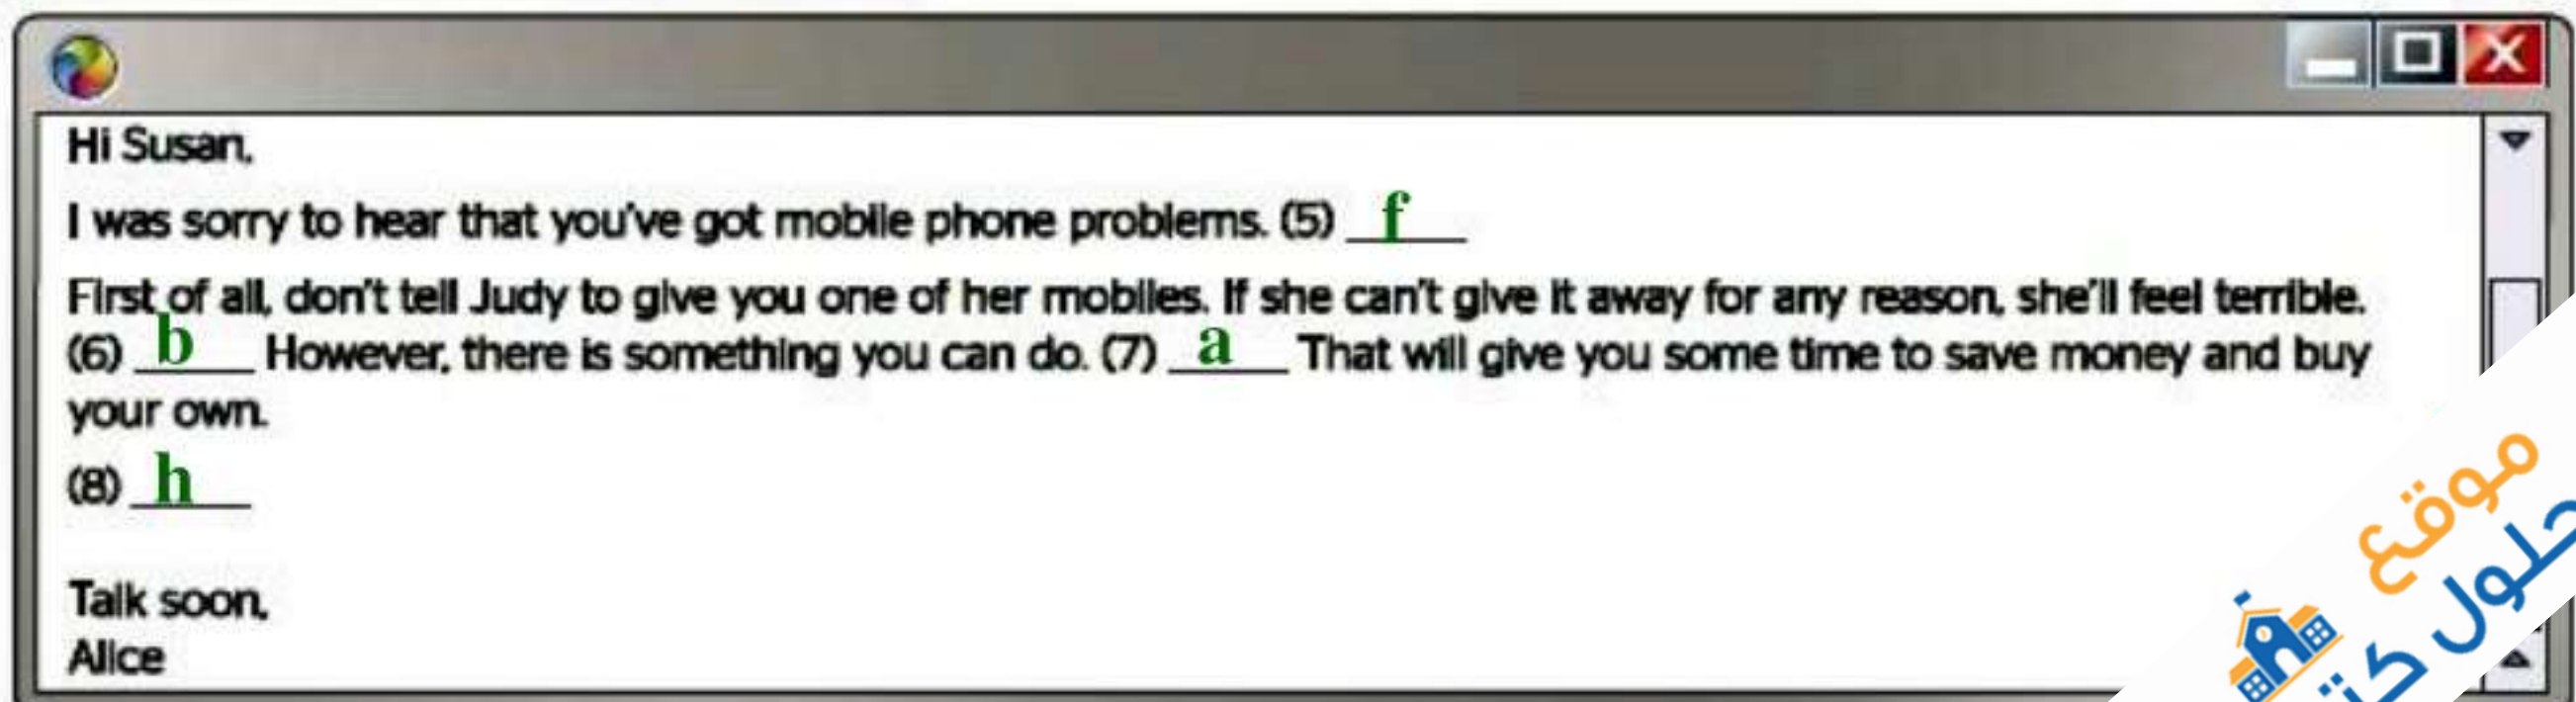 Hi Susan,
I was sorry to hear that you've got mobile phone problems. (5) f
First of all, don't tell Judy to give you one of her mobiles. If she can't give it away for any reason, she'll feel terrible.
(6) b However, there is something you can do. (7) a That will give you some time to save money and buy
your own.
(8) h
Talk soon,
Alice
موقع
حلول